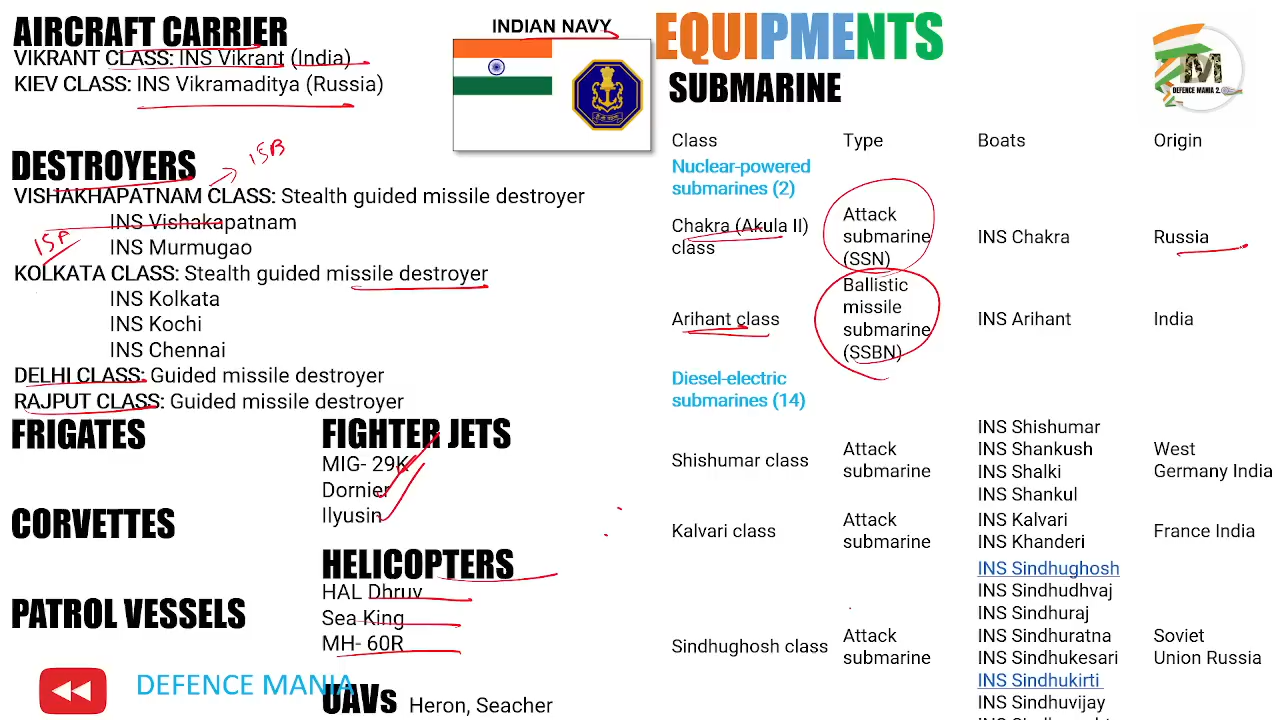 AIRCRAFT CARRIER
VIKRANT CLASS: INS Vikrant (India)
KIEV CLASS: INS Vikramaditya (Russia)
INDIAN NAVY
DESTROYERS
15B
VISHAKHAPATNAM CLASS: Stealth guided missile destroyer
INS Vishakapatnam
15A
INS Murmugao
KOLKATA CLASS: Stealth guided missile destroyer
INS Kolkata
INS Kochi
INS Chennai
DELHI CLASS: Guided missile destroyer
RAJPUT CLASS: Guided missile destroyer
FRIGATES
CORVETTES
PATROL VESSELS
FIGHTER JETS
MIG- 29K
Dornier
Ilyusin
HELICOPTERS
HAL Dhruv
Sea King
MH- 60R
UAVs Heron, Seacher
DEFENCE MANIA
EQUIPMENTS
SUBMARINE
M
DEFENCE MANIA 2.
Class Type Boats Origin
Nuclear-powered
submarines (2)
Chakra (Akula II)
class
Attack
submarine
(SSN)
INS Chakra
Russia
Arihant class
Ballistic
missile
submarine
(SSBN)
INS Arihant
India
Diesel-electric
submarines (14)
Shishumar class
Attack
submarine
INS Shishumar
INS Shankush
INS Shalki
INS Shankul
West
Germany India
Kalvari class
Attack
submarine
INS Kalvari
INS Khanderi
France India
Sindhughosh class
Attack
submarine
INS Sindhughosh
INS Sindhudhvaj
INS Sindhuraj
INS Sindhuratna
INS Sindhukesari
INS Sindhukirti
INS Sindhuvijay
Soviet
Union Russia